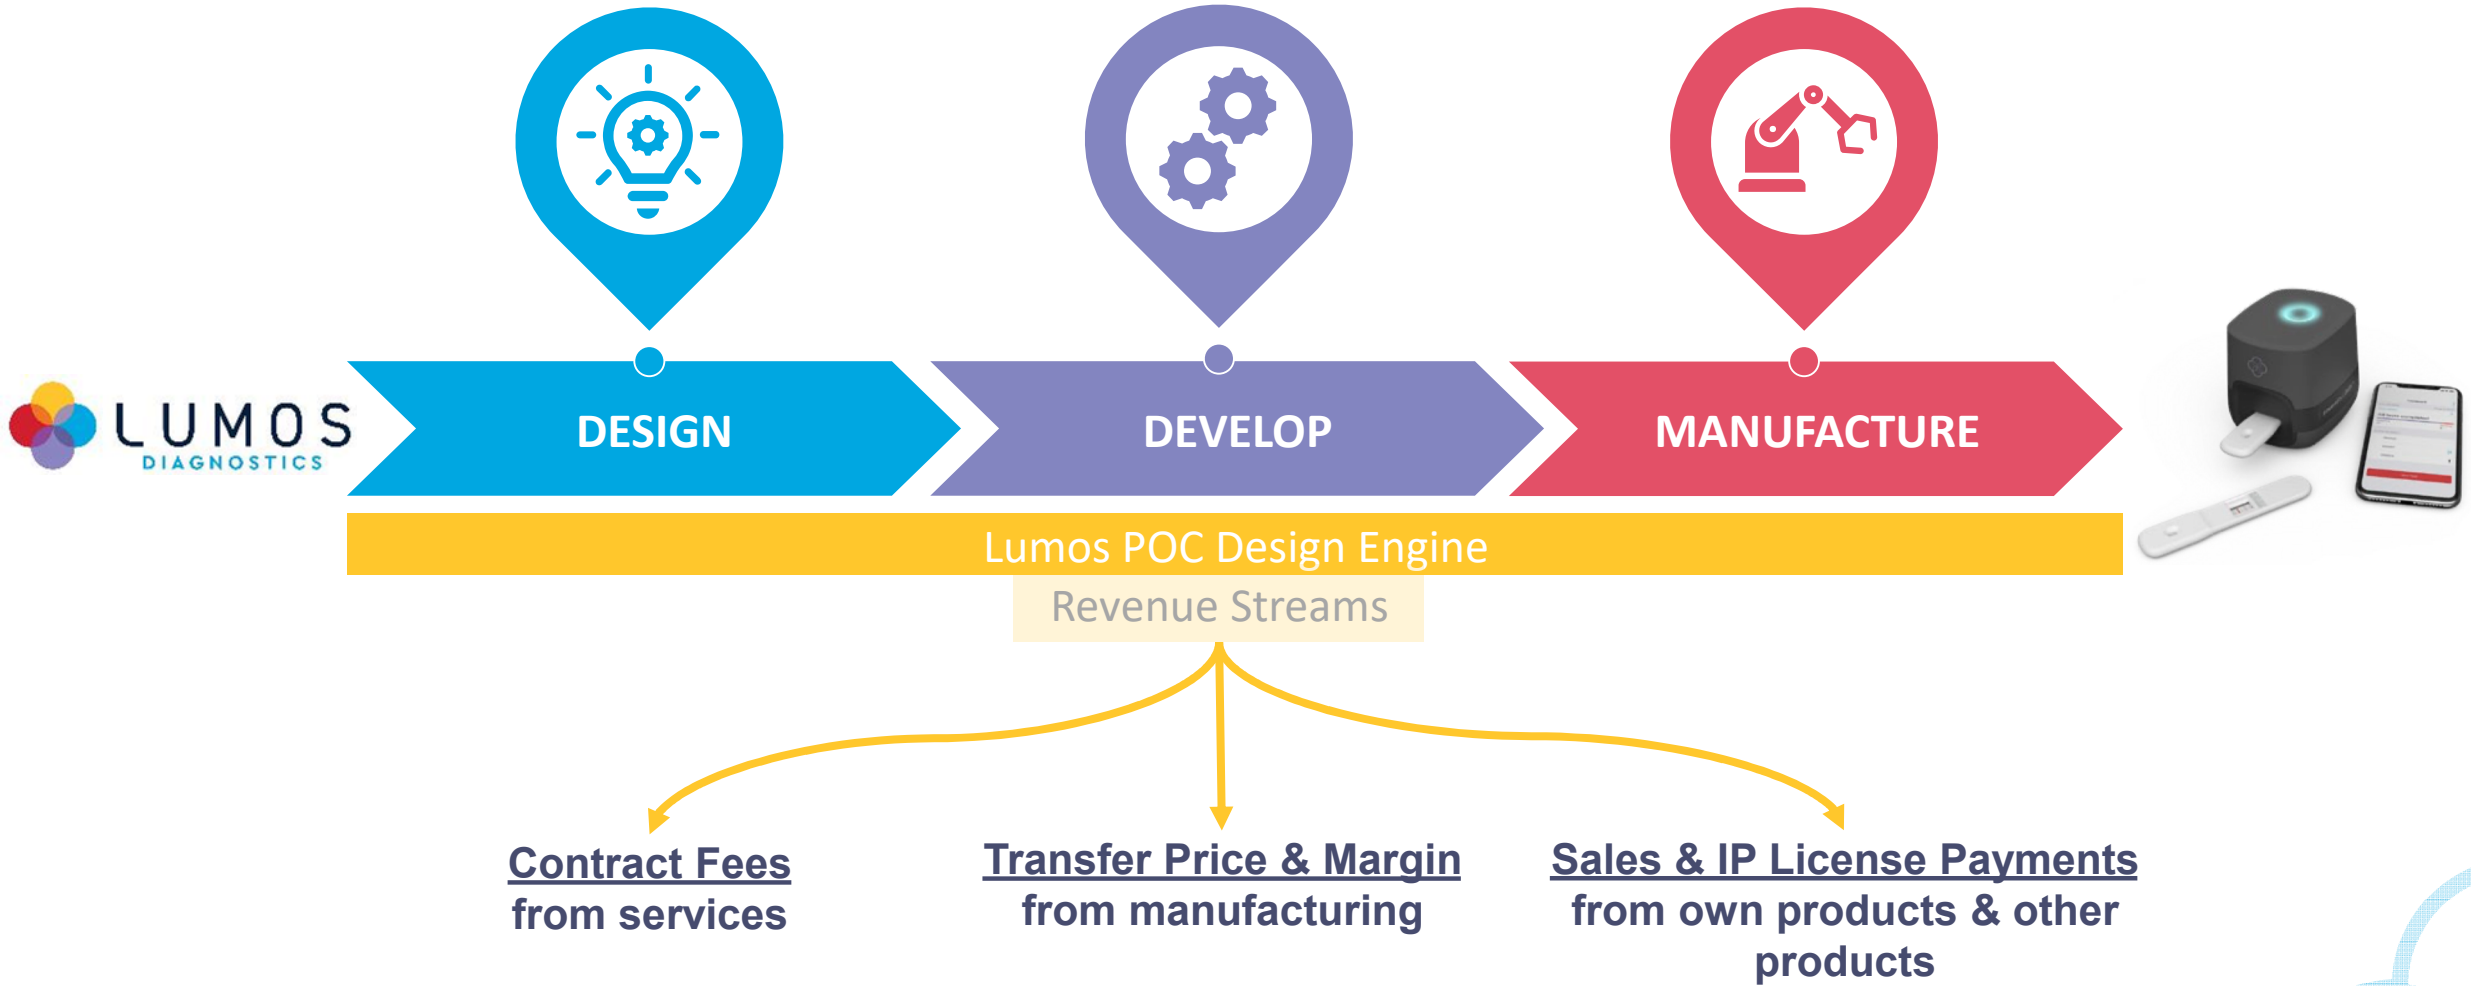 LUMOS
DIAGNOSTICS
DESIGN
DEVELOP
MANUFACTURE
Lumos POC Design Engine
Revenue Streams
Contract Fees
from services
Transfer Price & Margin
from manufacturing
Sales & IP License Payments
from own products & other
products